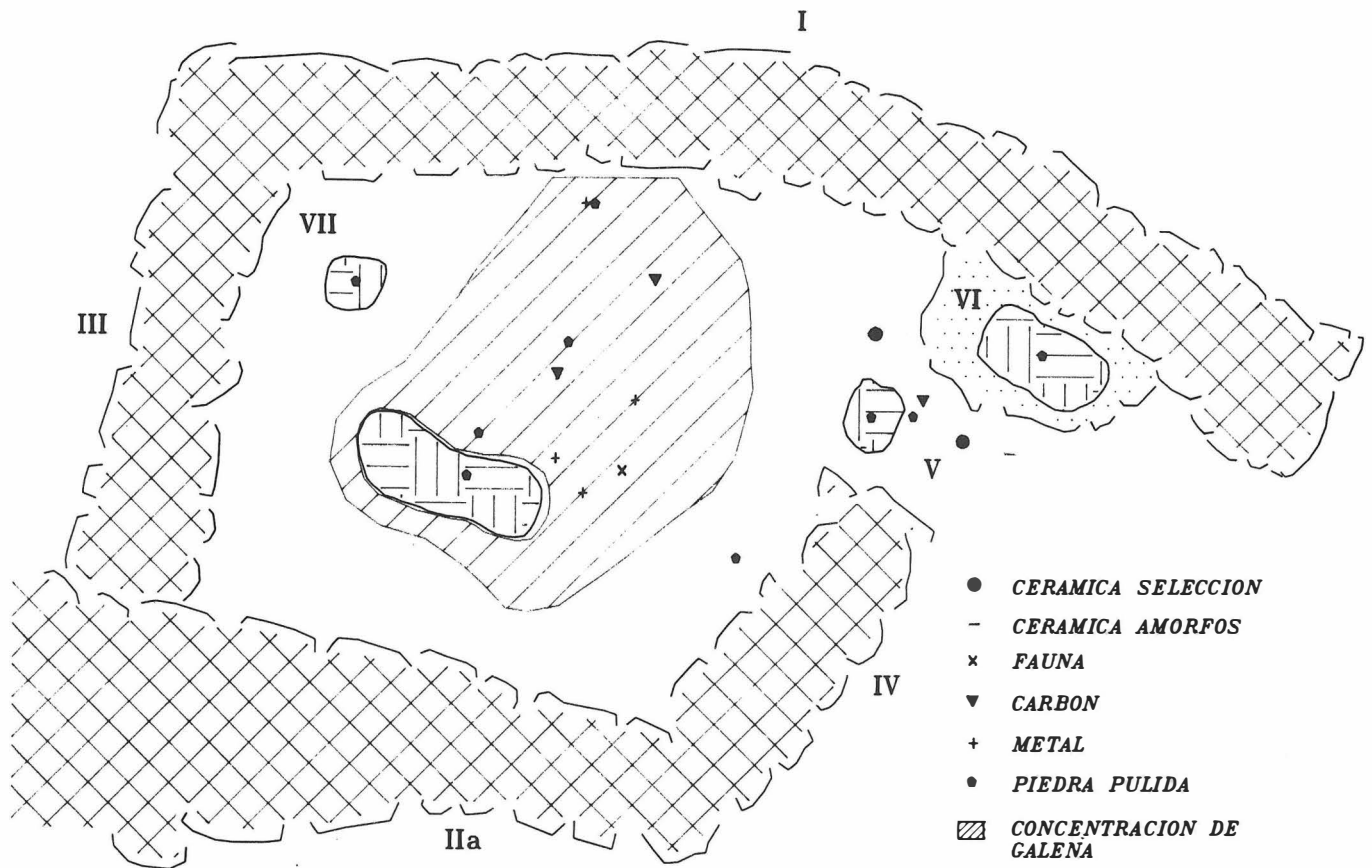 I
VII
III
VI
V
IV
IIa
CERAMICA SELECCION
CERAMICA AMORFOS
FAUNA
CARBON
METAL
PIEDRA PULIDA
CONCENTRACION DE
GALENA